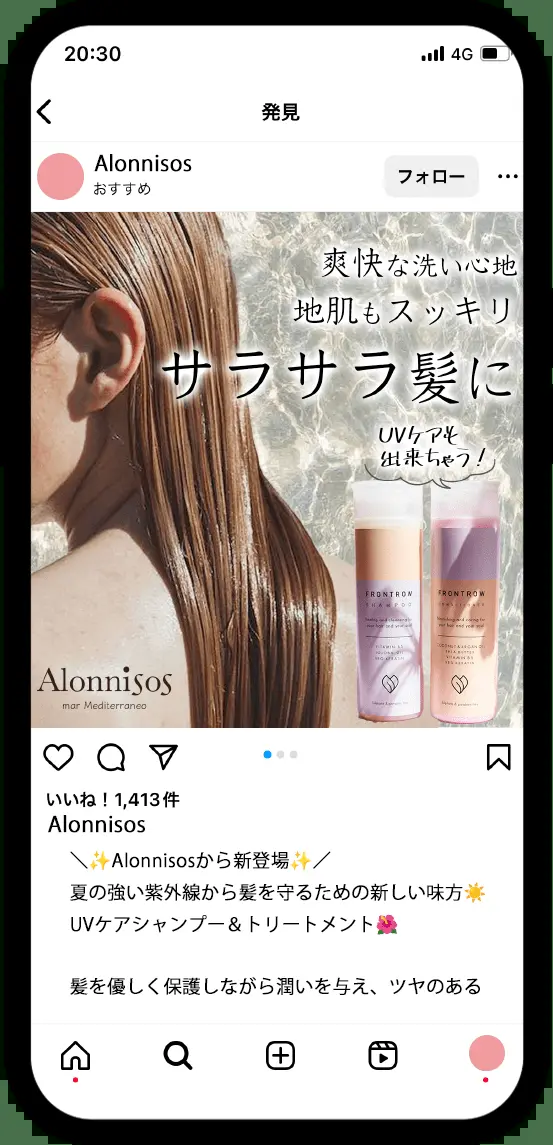 20:30
4G
発見
Alonnisos
おすすめ
フォロー
爽快な洗い心地
地肌もスッキリ
サラサラ髪に
UVケアも
出来ちゃう!
FRONTROW
SHAMPOO
FRONTROW
CONDITIONER
Alonnisos
mar Mediterraneo
いいね!1,413件
Alonnisos
＼✨Alonnisosから新登場✨／
夏の強い紫外線から髪を守るための新しい味方☀️
UVケアシャンプー＆トリートメント🌺
髪を優しく保護しながら潤いを与え、ツヤのある